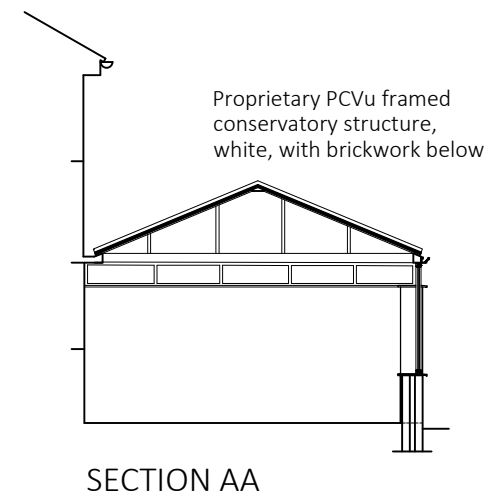 Proprietary PCVu framed
conservatory structure,
white, with brickwork below
SECTION AA